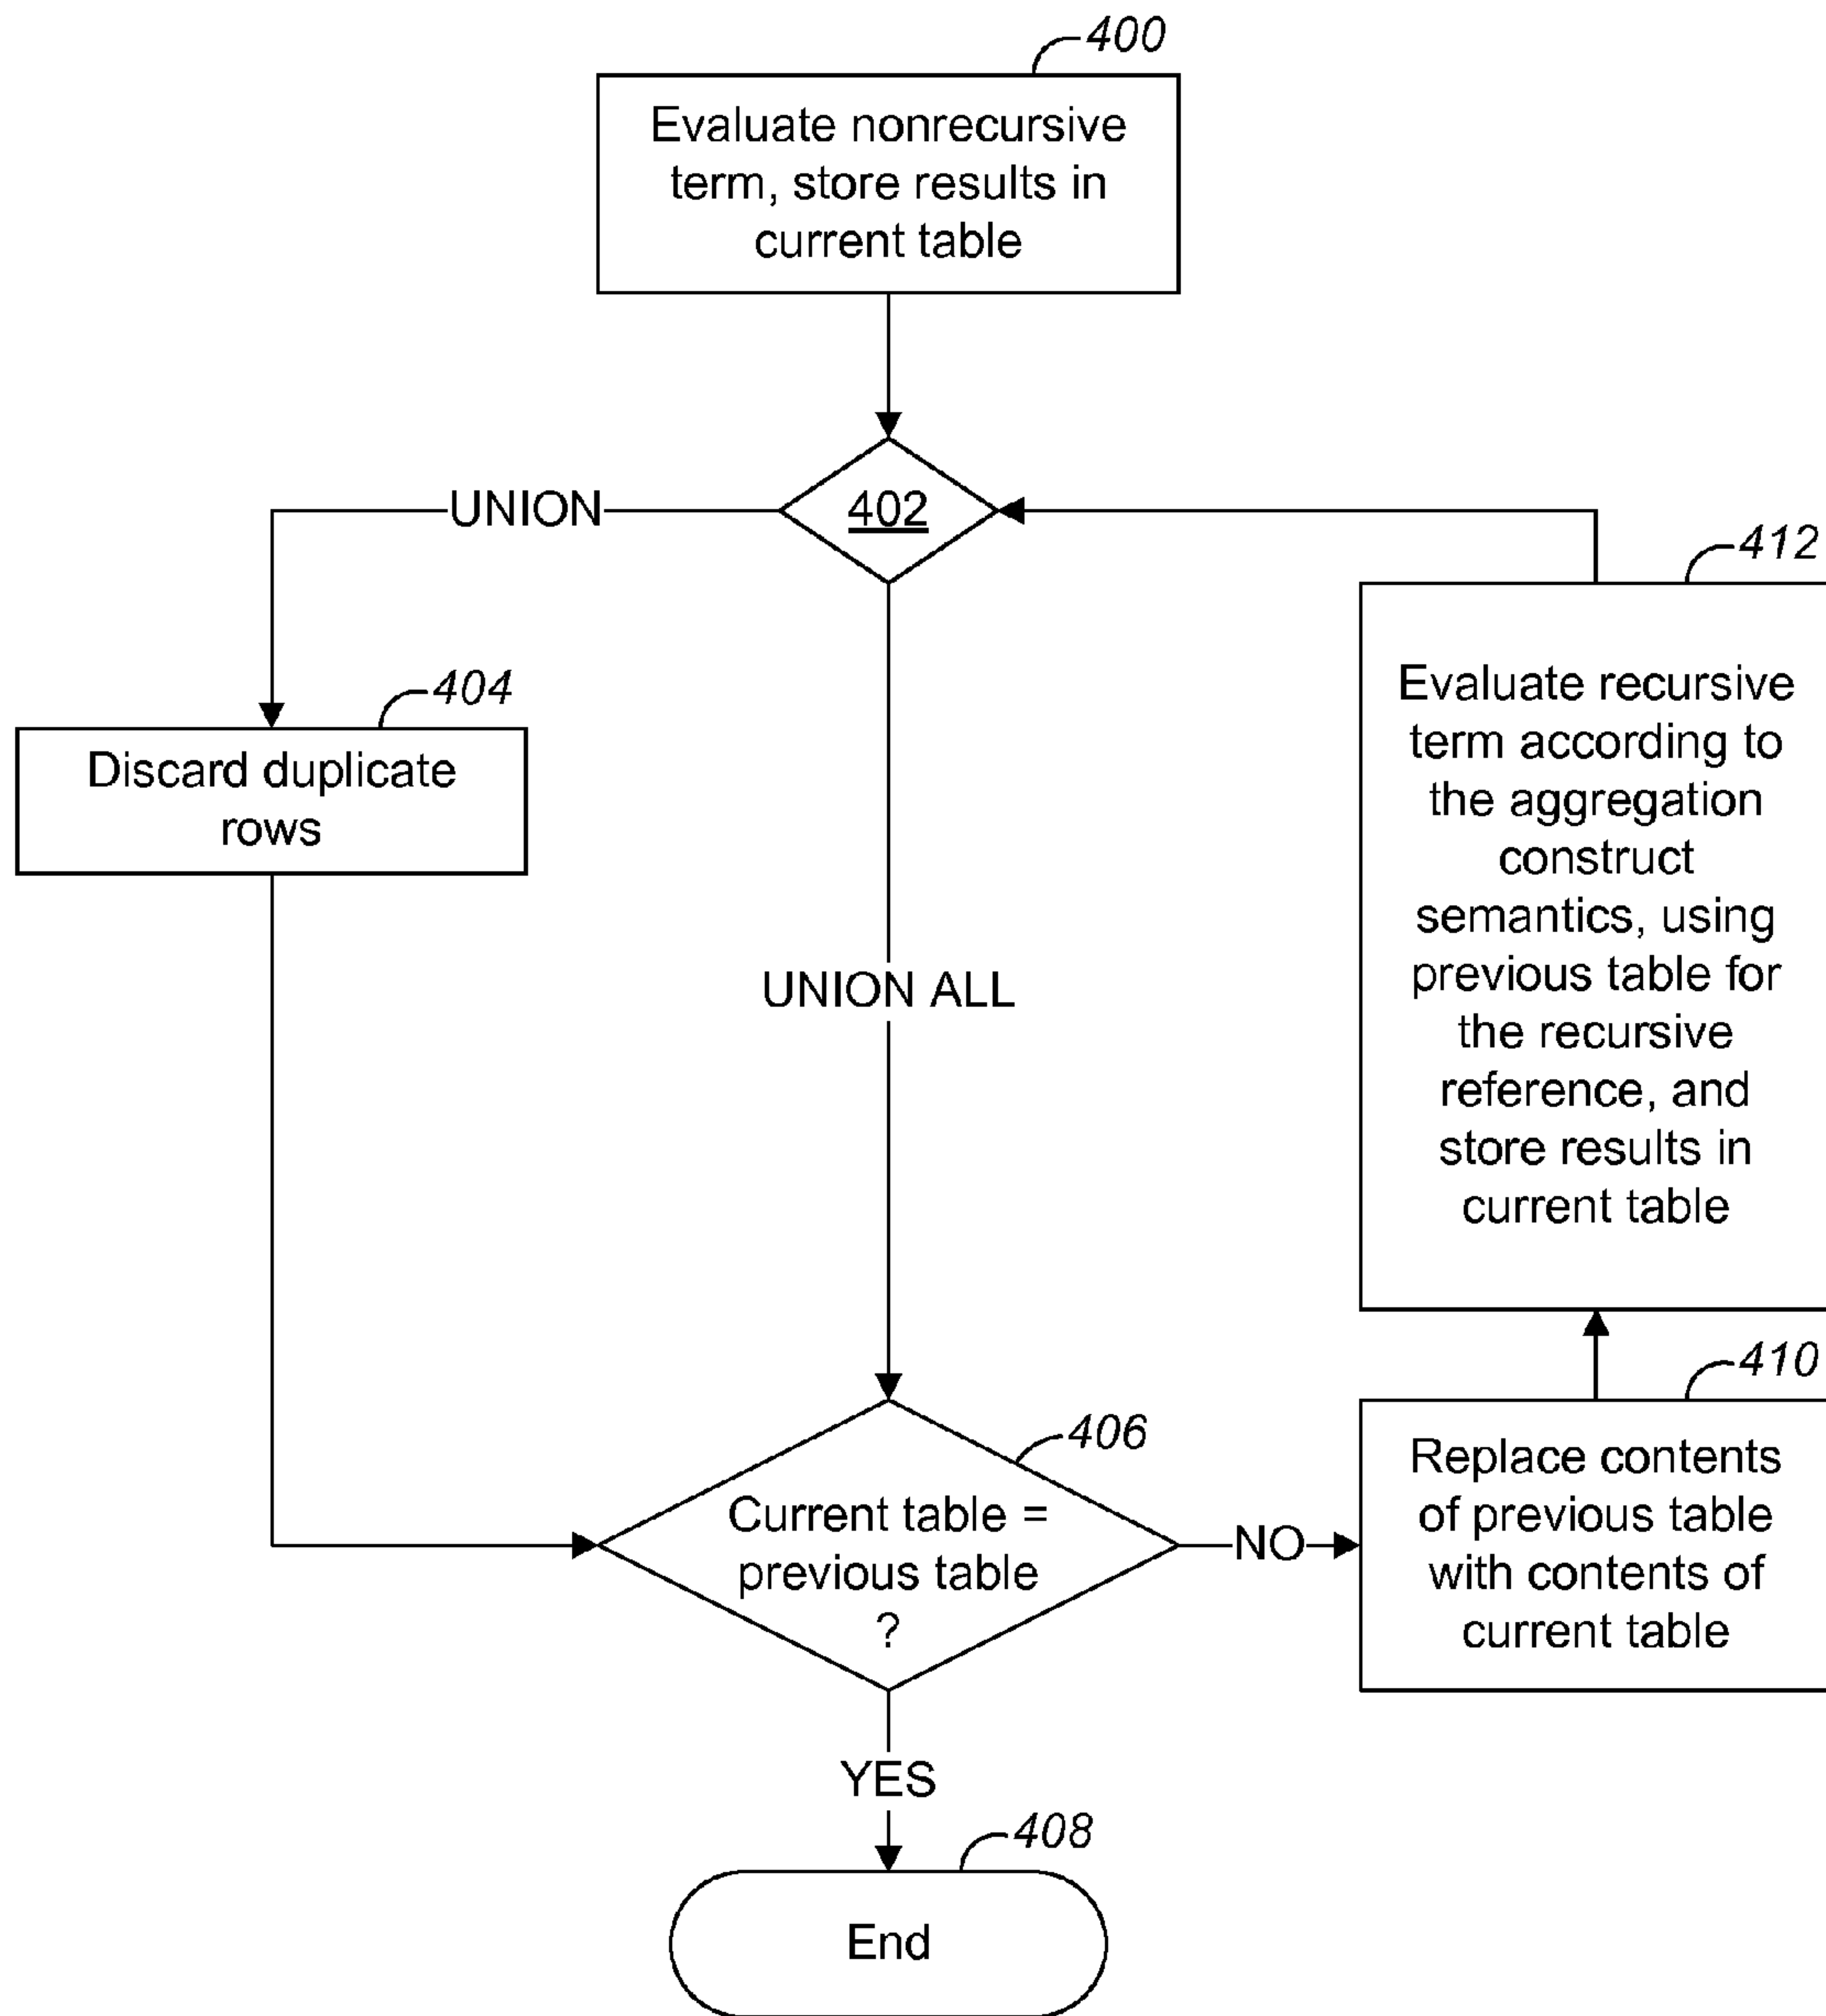 400
Evaluate nonrecursive
term, store results in
current table
402
UNION
412
404
Discard duplicate
rows
Evaluate recursive
term according to
the aggregation
construct
semantics, using
previous table for
the recursive
reference, and
store results in
current table
UNION ALL
406
Current table =
previous table
?
NO
410
Replace contents
of previous table
with contents of
current table
YES
408
End